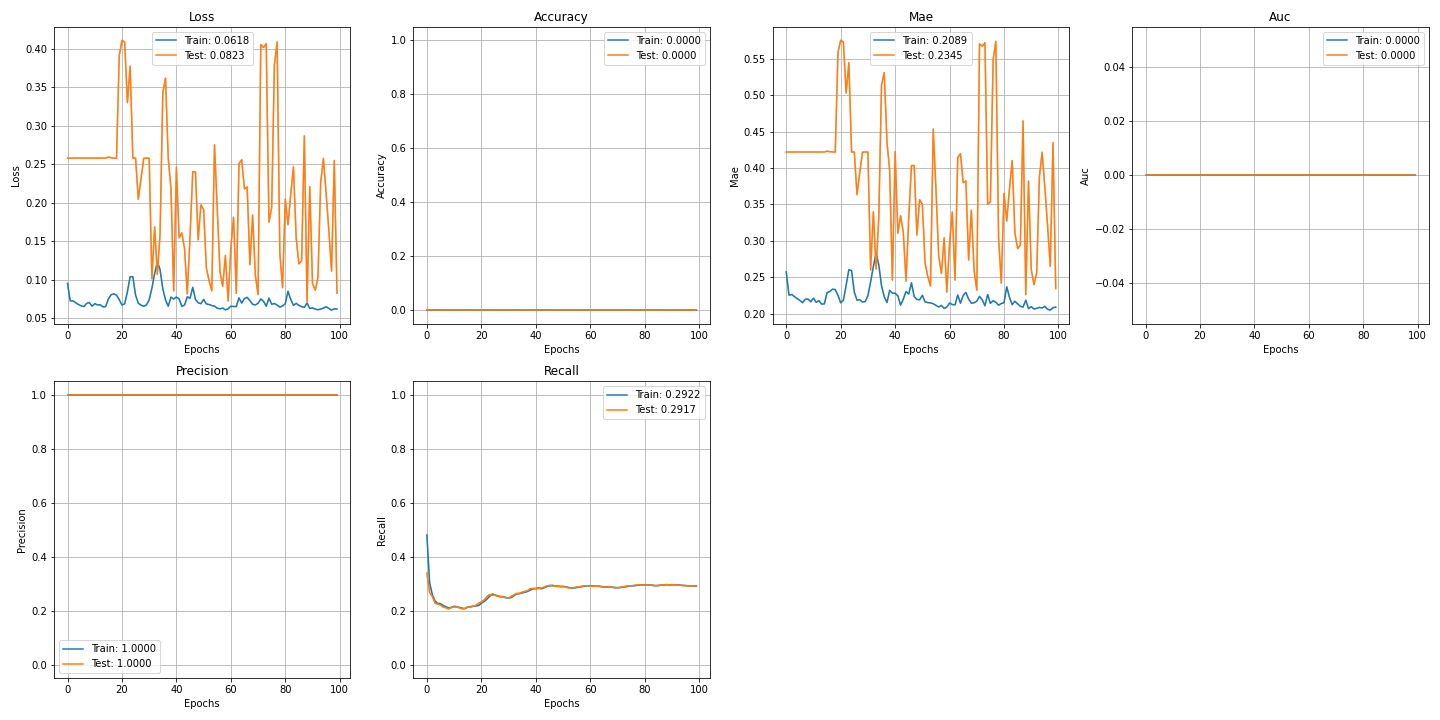 Loss
Train: 0.0618
Test: 0.0823
0.40
0.35
0.30
0.25
0.20
0.15
0.10
0.05
Loss
0 20 40 60 80 100
Epochs
Accuracy
Train: 0.0000
Test: 0.0000
1.0
0.8
0.6
0.4
0.2
0.0
Accuracy
0 20 40 60 80 100
Epochs
Mae
Train: 0.2089
Test: 0.2345
0.55
0.50
0.45
0.40
0.35
0.30
0.25
0.20
Mae
0 20 40 60 80 100
Epochs
Auc
Train: 0.0000
Test: 0.0000
0.04
0.02
0.00
−0.02
−0.04
Auc
0 20 40 60 80 100
Epochs
Precision
1.0
0.8
0.6
0.4
0.2
0.0
Precision
Train: 1.0000
Test: 1.0000
0 20 40 60 80 100
Epochs
Recall
Train: 0.2922
Test: 0.2917
1.0
0.8
0.6
0.4
0.2
0.0
Recall
0 20 40 60 80 100
Epochs